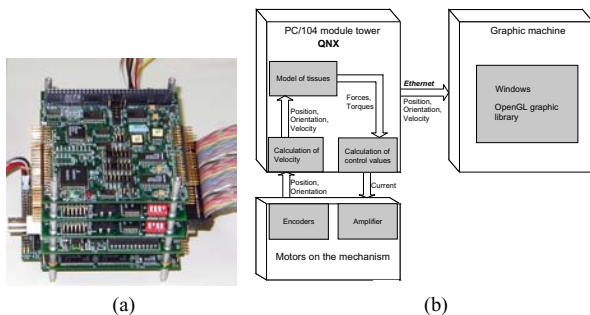 PC/104 module tower
QNX
Model of tissues
Position,
Orientation,
Velocity
Forces,
Torques
Calculation of
Velocity
Calculation of
control values
Position,
Orientation
Current
Encoders
Amplifier
Motors on the mechanism
Ethernet
Position,
Orientation,
Velocity
Graphic machine
Windows
OpenGL graphic
library
(a)
(b)